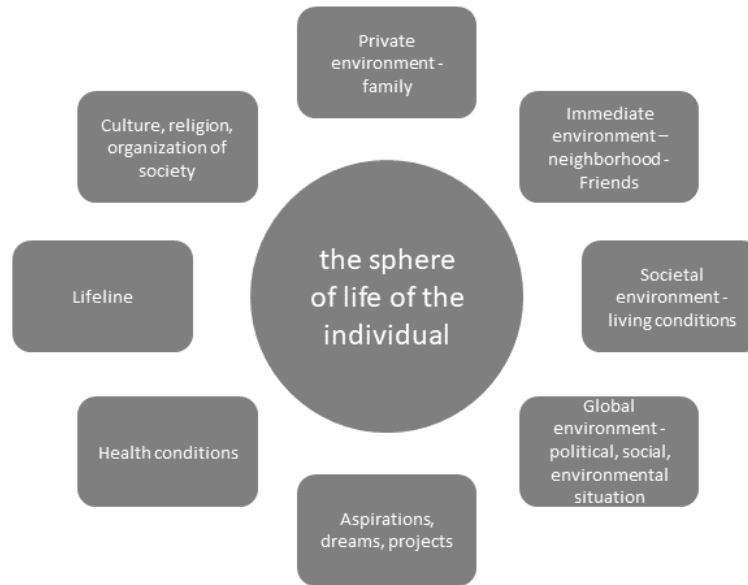 Private
environment -
family
Immediate
environment –
neighborhood -
Friends
Societal
environment -
living conditions
Global
environment -
political, social,
environmental
situation
Aspirations,
dreams, projects
Health conditions
Lifeline
Culture, religion,
organization of
society
the sphere
of life of the
individual